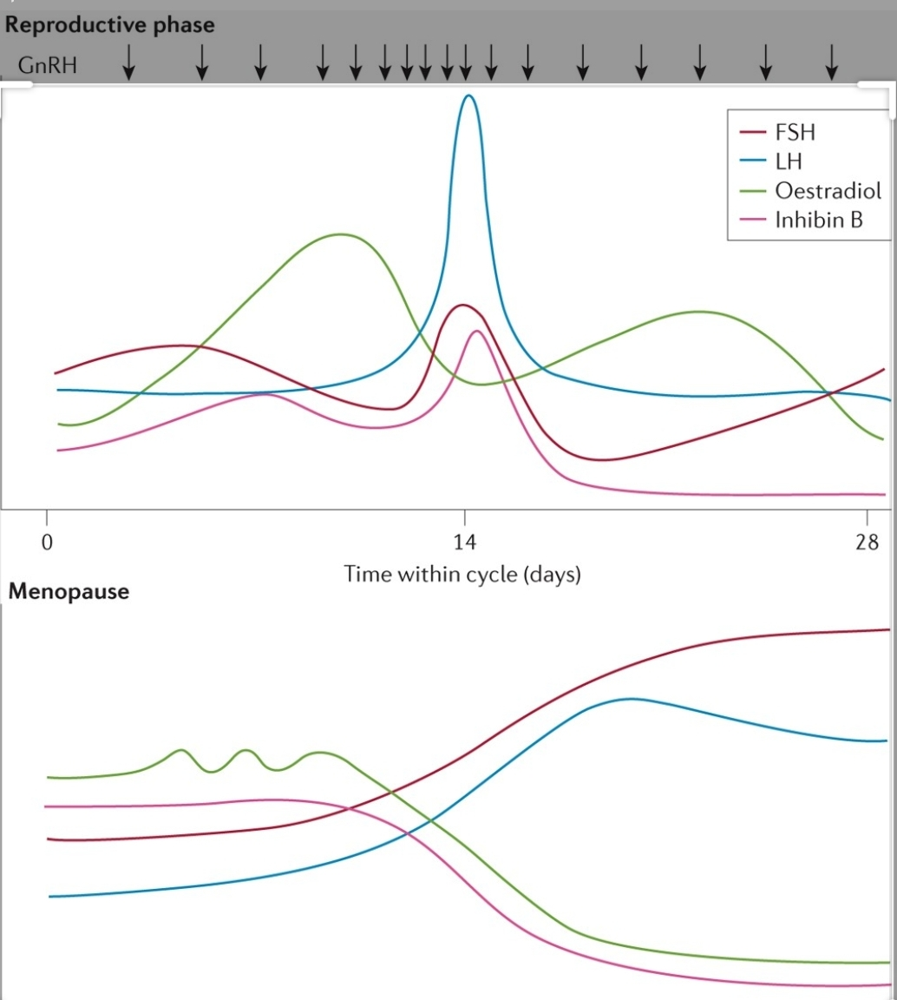 Reproductive phase
GnRH
FSH
LH
Oestradiol
Inhibin B
0 14 28
Time within cycle (days)
Menopause